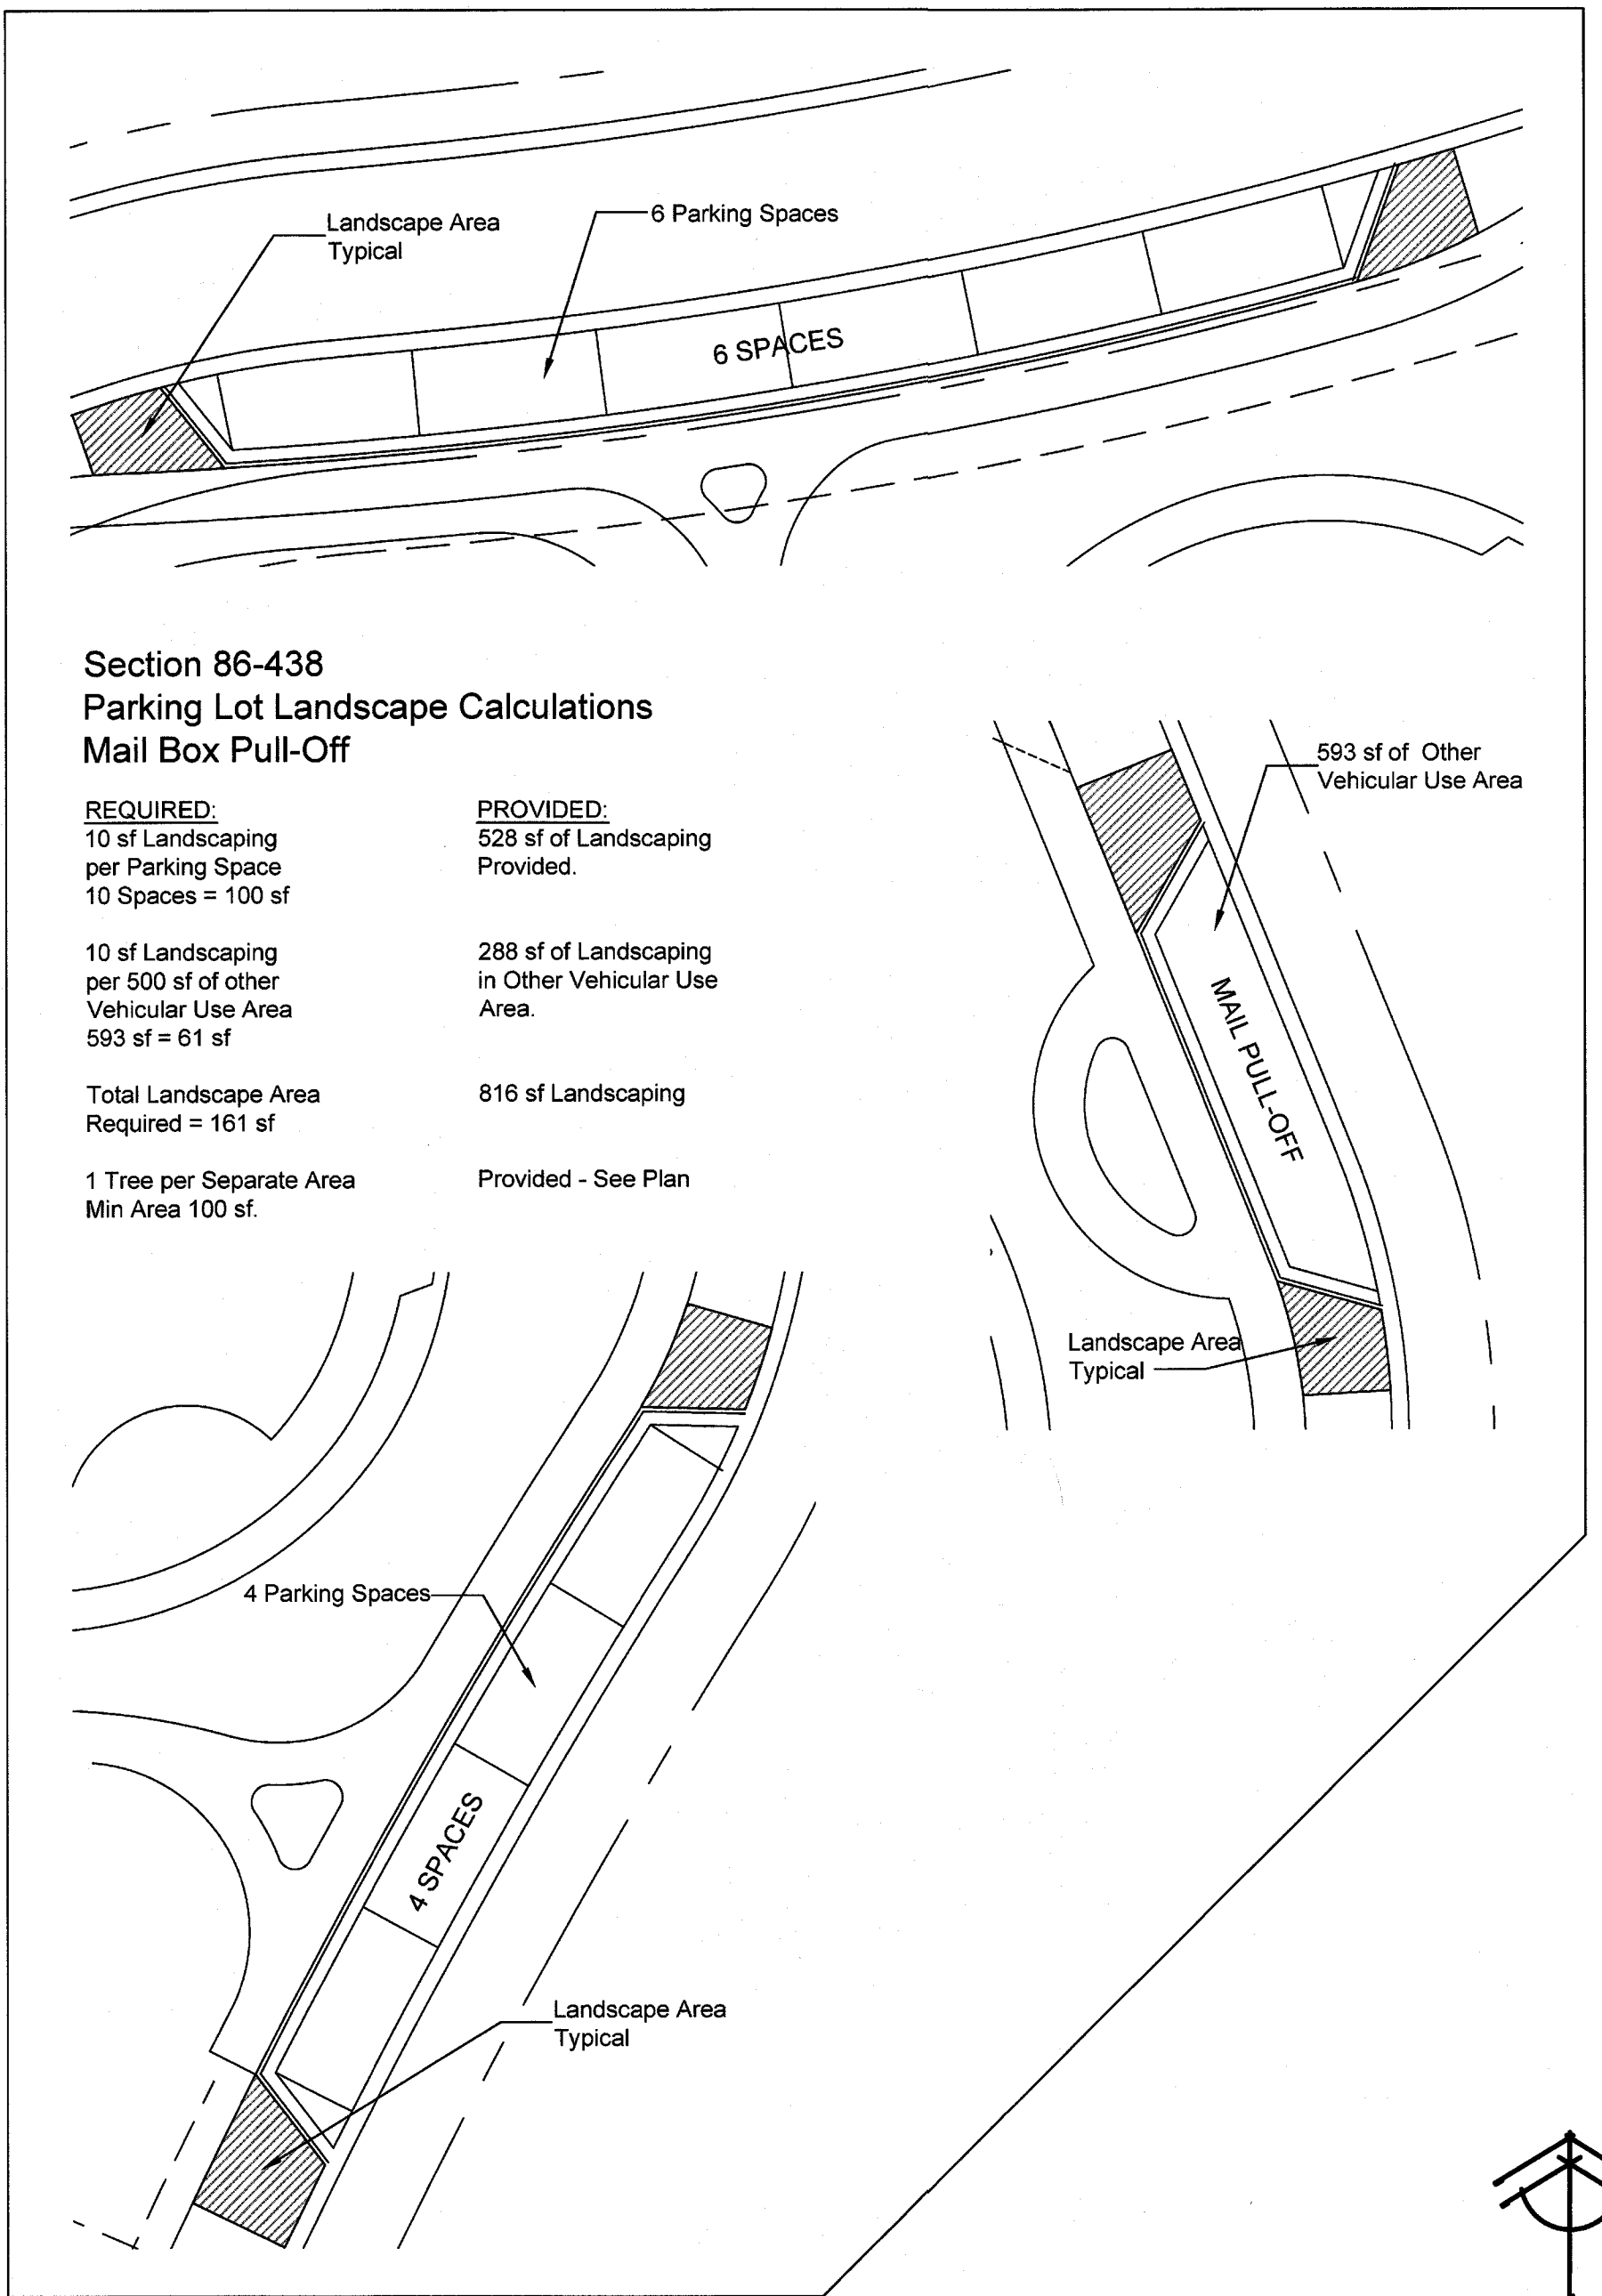 Landscape Area
Typical
6 Parking Spaces
6 SPACES
Section 86-438
Parking Lot Landscape Calculations
Mail Box Pull-Off
REQUIRED:
10 sf Landscaping
per Parking Space
10 Spaces = 100 sf
PROVIDED:
528 sf of Landscaping
Provided.
10 sf Landscaping
per 500 sf of other
Vehicular Use Area
593 sf = 61 sf
288 sf of Landscaping
in Other Vehicular Use
Area.
Total Landscape Area
Required = 161 sf
816 sf Landscaping
1 Tree per Separate Area
Min Area 100 sf.
Provided - See Plan
593 sf of Other
Vehicular Use Area
MAIL PULL-OFF
Landscape Area
Typical
4 Parking Spaces
4 SPACES
Landscape Area
Typical